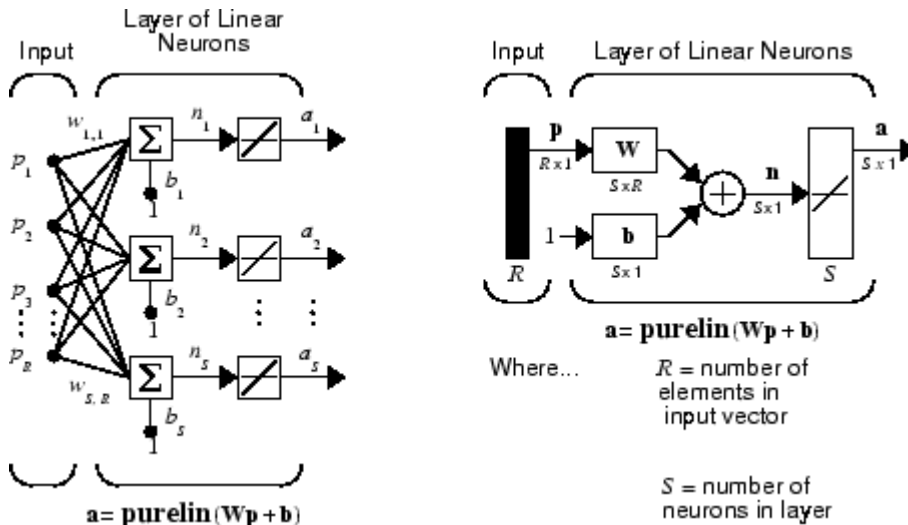 Input
Layer of Linear
Neurons
w1,1
n1
a1
p1
b1
1
p2
n2
a2
p3
b2
1
pR
nS
aS
wS, R
bS
1
a= purelin (Wp + b)
Input
Layer of Linear Neurons
p
a
W
R x 1
S x 1
S x R
n
S x 1
1
b
S x 1
R
S
a= purelin (Wp + b)
Where...
R = number of
elements in
input vector
S = number of
neurons in layer